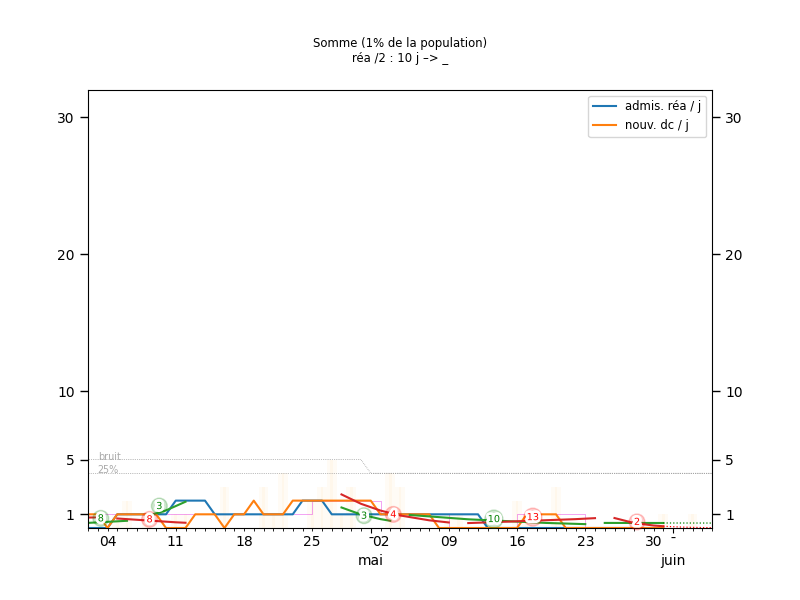 Somme (1% de la population)
réa /2 : 10 j –> _
admis. réa / j
nouv. dc / j
30 30
20 20
10 10
5 5
1 1
bruit
25%
8 8 3 3 4 10 13 2
04 11 18 25 02 09 16 23 30
mai juin